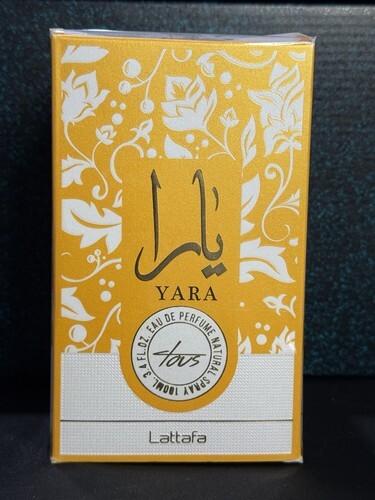 يارا
YARA
EAU DE PERFUME NATURAL SPRAY 100ML 3.4 FL.OZ.
Tous
Lattafa